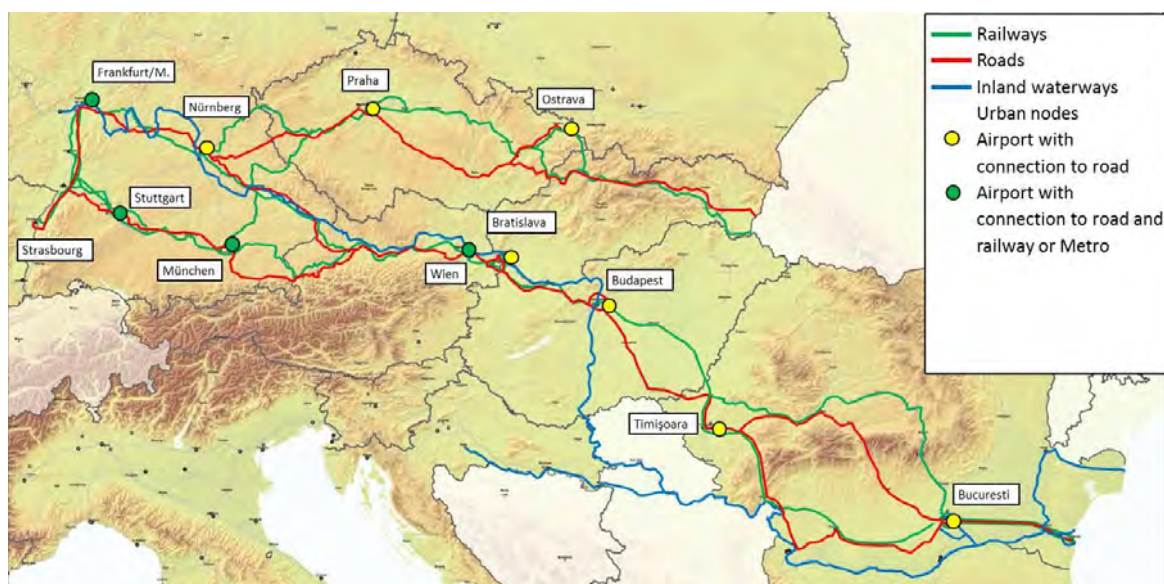 Frankfurt/M.
Nürnberg
Praha
Ostrava
Stuttgart
Strasbourg
München
Wien
Bratislava
Budapest
Timişoara
Bucuresti
Railways
Roads
Inland waterways
Urban nodes
Airport with
connection to road
Airport with
connection to road and
railway or Metro